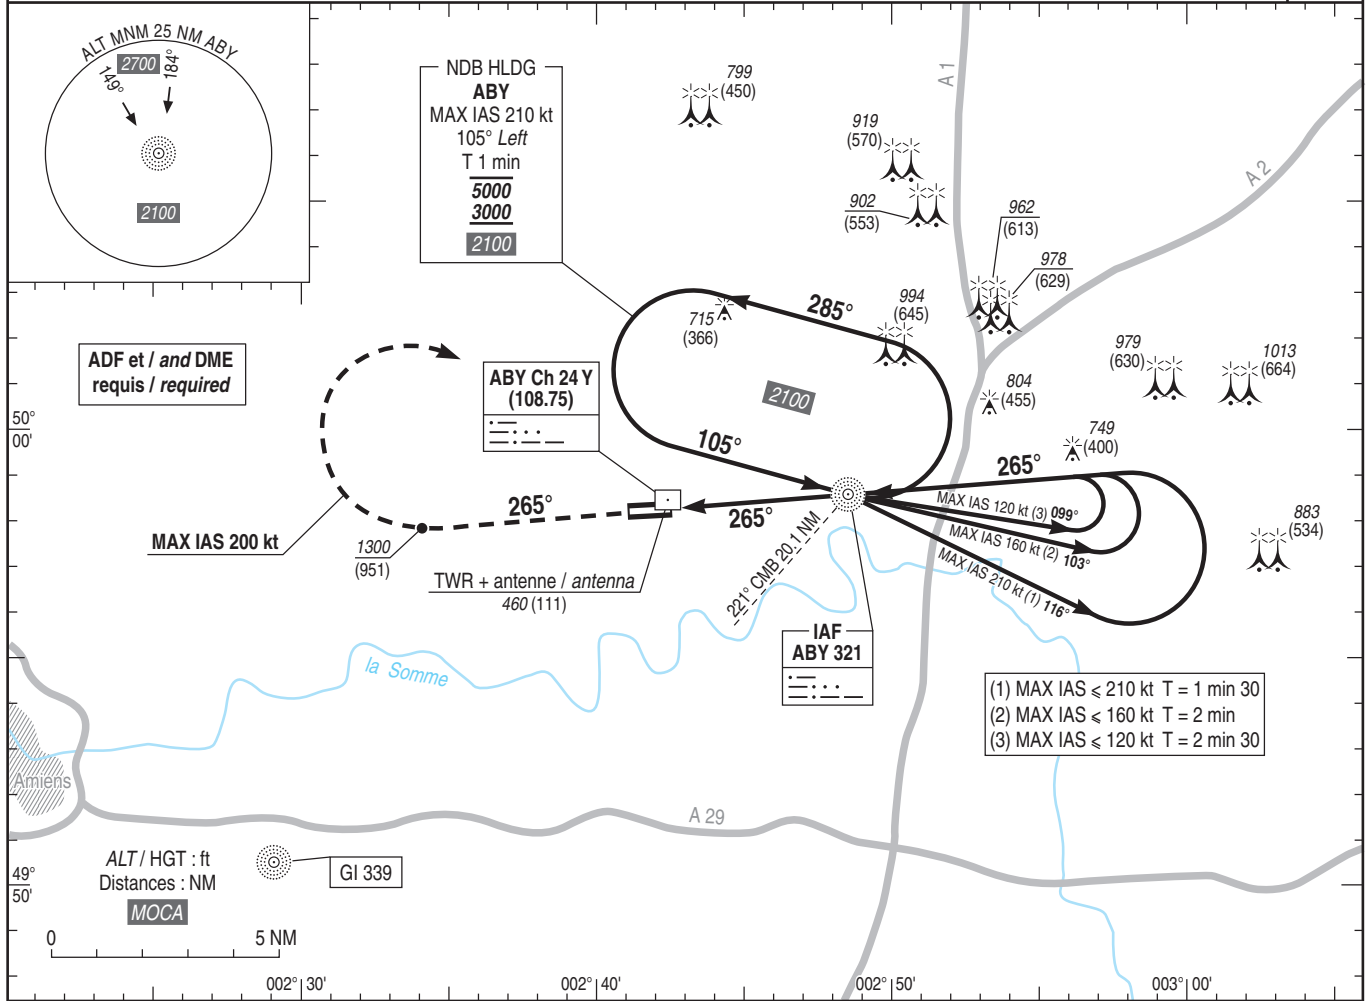 ALT MNM 25 NM ABY
2700
149°
184°
2100
NDB HLDG
ABY
MAX IAS 210 kt
105° Left
T 1 min
5000
3000
2100
799
(450)
919
(570)
902
(553)
962
(613)
978
(629)
A 1
A 2
ADF et / and DME
requis / required
715
(366)
285°
994
(645)
979
(630)
1013
(664)
ABY Ch 24 Y
(108.75)
2100
804
(455)
749
(400)
50°
00'
105°
265°
265°
265°
MAX IAS 120 kt (3) 099°
MAX IAS 160 kt (2) 103°
MAX IAS 210 kt (1) 116°
883
(534)
MAX IAS 200 kt
1300
(951)
TWR + antenne / antenna
460 (111)
221° CMB 20.1 NM
IAF
ABY 321
la Somme
(1) MAX IAS ⩽ 210 kt T = 1 min 30
(2) MAX IAS ⩽ 160 kt T = 2 min
(3) MAX IAS ⩽ 120 kt T = 2 min 30
Amiens
A 29
ALT / HGT : ft
Distances : NM
MOCA
GI 339
49°
50'
0 5 NM
002° 30'
002° 40'
002° 50'
003° 00'